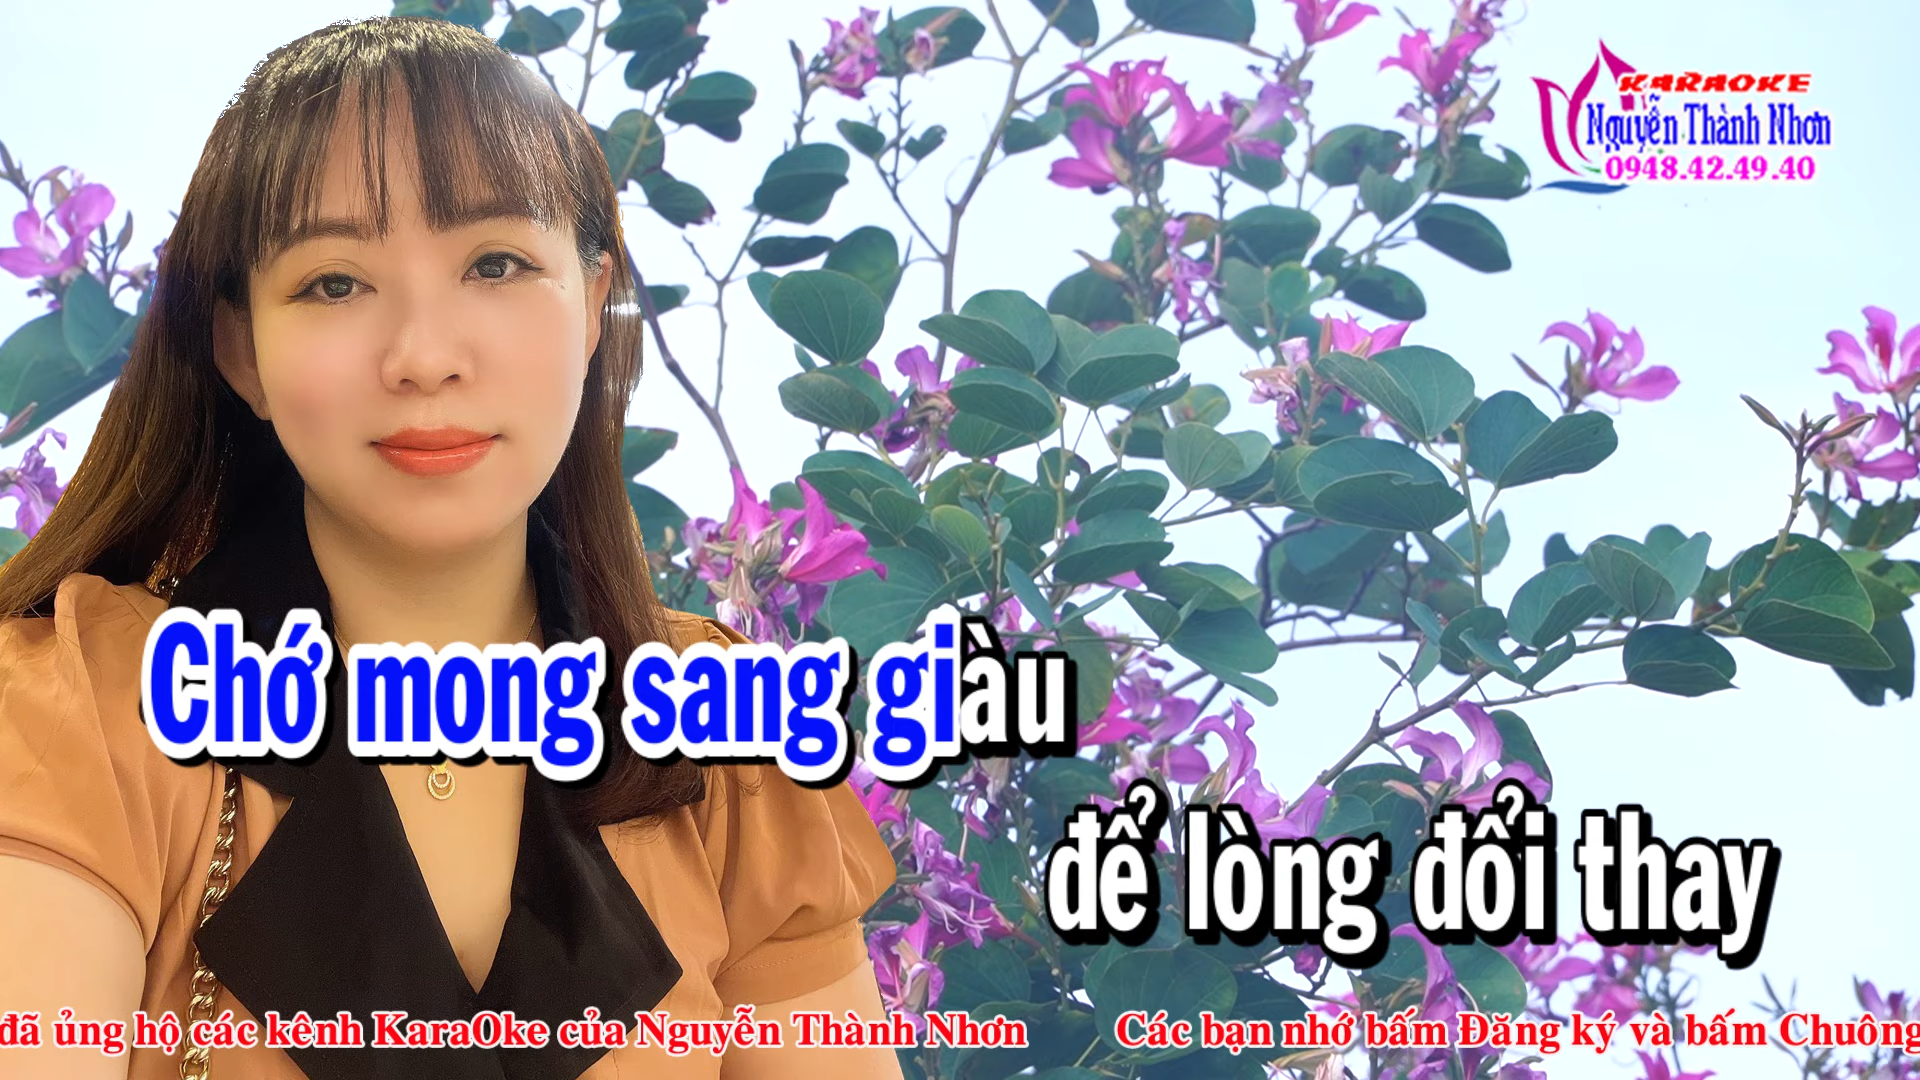 KARAOKE
Nguyễn Thành Nhơn
0948.42.49.40
Chớ mong sang giàu
để lòng đổi thay
đã ủng hộ các kênh KaraOke của Nguyễn Thành Nhơn Các bạn nhớ bấm Đăng ký và bấm Chuông